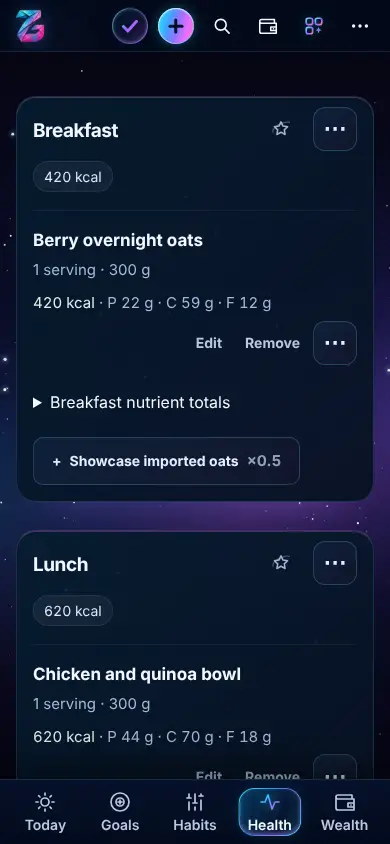 Breakfast
420 kcal
Berry overnight oats
1 serving · 300 g
420 kcal · P 22 g · C 59 g · F 12 g
Edit Remove
▶ Breakfast nutrient totals
+ Showcase imported oats ×0.5
Lunch
620 kcal
Chicken and quinoa bowl
1 serving · 300 g
620 kcal · P 44 g · C 70 g · F 18 g
Edit Remove
Today Goals Habits Health Wealth